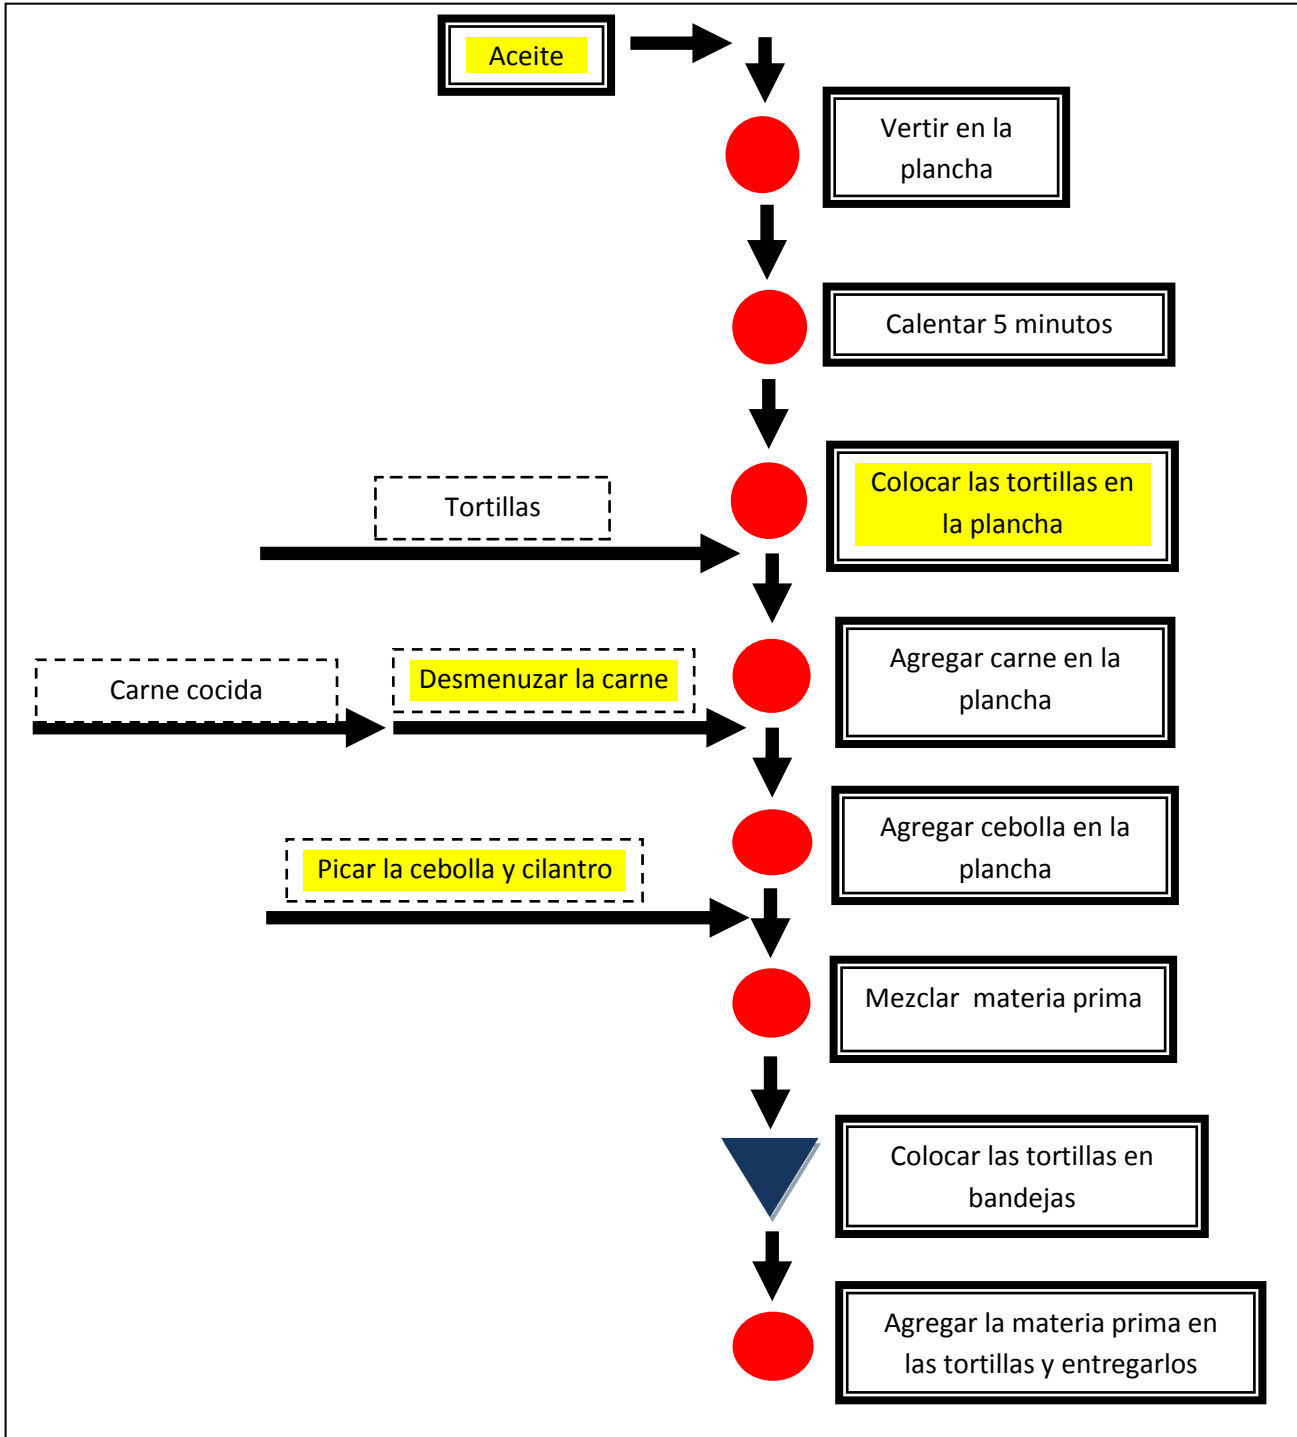 Aceite
Vertir en la
plancha
Calentar 5 minutos
Colocar las tortillas en
la plancha
Tortillas
Agregar carne en la
plancha
Carne cocida
Desmenuzar la carne
Agregar cebolla en la
plancha
Picar la cebolla y cilantro
Mezclar  materia prima
Colocar las tortillas en
bandejas
Agregar la materia prima en
las tortillas y entregarlos